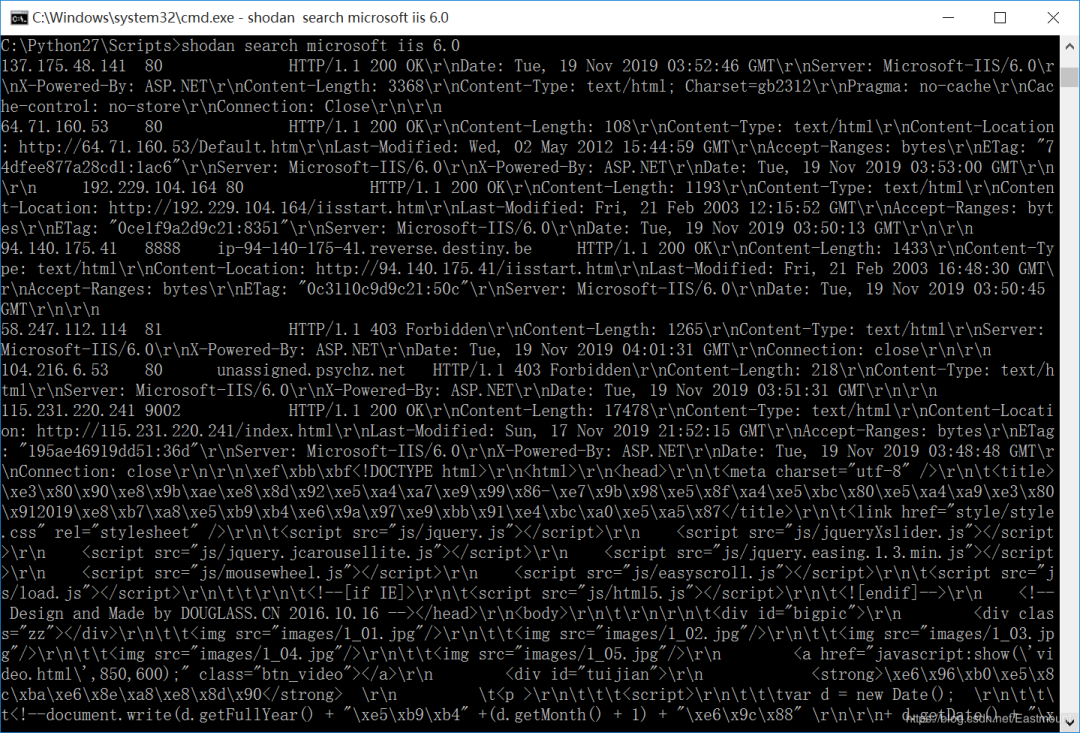 C:\Windows\system32\cmd.exe - shodan  search microsoft iis 6.0
C:\Python27\Scripts>shodan search microsoft iis 6.0
137.175.48.141  80              HTTP/1.1 200 OK\r\nDate: Tue, 19 Nov 2019 03:52:46 GMT\r\nServer: Microsoft-IIS/6.0\r
\nX-Powered-By: ASP.NET\r\nContent-Length: 3368\r\nContent-Type: text/html; Charset=gb2312\r\nPragma: no-cache\r\nCac
he-control: no-store\r\nConnection: Close\r\n\r\n
64.71.160.53    80              HTTP/1.1 200 OK\r\nContent-Length: 108\r\nContent-Type: text/html\r\nContent-Location
: http://64.71.160.53/Default.htm\r\nLast-Modified: Wed, 02 May 2012 15:44:59 GMT\r\nAccept-Ranges: bytes\r\nETag: "7
4dfee877a28cd1:1ac6"\r\nServer: Microsoft-IIS/6.0\r\nX-Powered-By: ASP.NET\r\nDate: Tue, 19 Nov 2019 03:53:00 GMT\r\n
\r\n     192.229.104.164 80              HTTP/1.1 200 OK\r\nContent-Length: 1193\r\nContent-Type: text/html\r\nConten
t-Location: http://192.229.104.164/iisstart.htm\r\nLast-Modified: Fri, 21 Feb 2003 12:15:52 GMT\r\nAccept-Ranges: byt
es\r\nETag: "0ce1f9a2d9c21:8351"\r\nServer: Microsoft-IIS/6.0\r\nDate: Tue, 19 Nov 2019 03:50:13 GMT\r\n\r\n
94.140.175.41   8888    ip-94-140-175-41.reverse.destiny.be     HTTP/1.1 200 OK\r\nContent-Length: 1433\r\nContent-Ty
pe: text/html\r\nContent-Location: http://94.140.175.41/iisstart.htm\r\nLast-Modified: Fri, 21 Feb 2003 16:48:30 GMT\
r\nAccept-Ranges: bytes\r\nETag: "0c3110c9d9c21:50c"\r\nServer: Microsoft-IIS/6.0\r\nDate: Tue, 19 Nov 2019 03:50:45
GMT\r\n\r\n
58.247.112.114  81              HTTP/1.1 403 Forbidden\r\nContent-Length: 1265\r\nContent-Type: text/html\r\nServer:
Microsoft-IIS/6.0\r\nX-Powered-By: ASP.NET\r\nDate: Tue, 19 Nov 2019 04:01:31 GMT\r\nConnection: close\r\n\r\n
104.216.6.53    80      unassigned.psychz.net   HTTP/1.1 403 Forbidden\r\nContent-Length: 218\r\nContent-Type: text/h
tml\r\nServer: Microsoft-IIS/6.0\r\nX-Powered-By: ASP.NET\r\nDate: Tue, 19 Nov 2019 03:51:31 GMT\r\n\r\n
115.231.220.241 9002            HTTP/1.1 200 OK\r\nContent-Length: 17478\r\nContent-Type: text/html\r\nContent-Locati
on: http://115.231.220.241/index.html\r\nLast-Modified: Sun, 17 Nov 2019 21:52:15 GMT\r\nAccept-Ranges: bytes\r\nETag
: "195ae46919dd51:36d"\r\nServer: Microsoft-IIS/6.0\r\nX-Powered-By: ASP.NET\r\nDate: Tue, 19 Nov 2019 03:48:48 GMT\r
\nConnection: close\r\n\r\n\xef\xbb\xbf<!DOCTYPE html>\r\n<html>\r\n<head>\r\n\t<meta charset="utf-8" />\r\n\t<title>
\xe3\x80\x90\xe8\x9b\xae\xe8\x8d\x92\xe5\xa4\xa7\xe9\x99\x86-\xe7\x9b\x98\xe5\x8f\xa4\xe5\xbc\x80\xe5\xa4\xa9\xe3\x80
\x912019\xe8\xb7\xa8\xe5\xb9\xb4\xe6\x9a\x97\xe9\xbb\x91\xe4\xbc\xa0\xe5\xa5\x87</title>\r\n\t<link href="style/style
.css" rel="stylesheet" />\r\n\t<script src="js/jquery.js"></script>\r\n    <script src="js/jqueryXslider.js"></script
>\r\n    <script src="js/jquery.jcarousellite.js"></script>\r\n    <script src="js/jquery.easing.1.3.min.js"></script
>\r\n    <script src="js/mousewheel.js"></script>\r\n    <script src="js/easyscroll.js"></script>\r\n\t<script src="j
s/load.js"></script>\r\n\t\t\r\n\t<!--[if IE]>\r\n\t<script src="js/html5.js"></script>\r\n\t<![endif]-->\r\n   <!--
 Design and Made by DOUGLASS.CN 2016.10.16 --></head>\r\n<body>\r\n\t\r\n\t\r\n\t<div id="bigpic">\r\n        <div clas
s="zz"></div>\r\n\t\t<img src="images/1_01.jpg"/>\r\n\t\t<img src="images/1_02.jpg"/>\r\n\t\t<img src="images/1_03.jp
g"/>\r\n\t\t<img src="images/1_04.jpg"/>\r\n\t\t<img src="images/1_05.jpg"/>\r\n        <a href="javascript:show(\'vi
deo.html\',850,600);" class="btn_video"></a>\r\n         <div id="tuijian">\r\n            <strong>\xe6\x96\xb0\xe5\x8
c\xba\xe6\x8e\xa8\xe8\x8d\x90</strong>  \r\n         \t<p >\r\n\t\t\t<script>\r\n\t\t\tvar d = new Date();  \r\n\t\t\
t<!--document.write(d.getFullYear() + "\xe5\xb9\xb4" +(d.getMonth() + 1) + "\xe6\x9c\x88" \r\n\r\n+ d.getDate() + "\x
https://blog.csdn.net/Eastmou